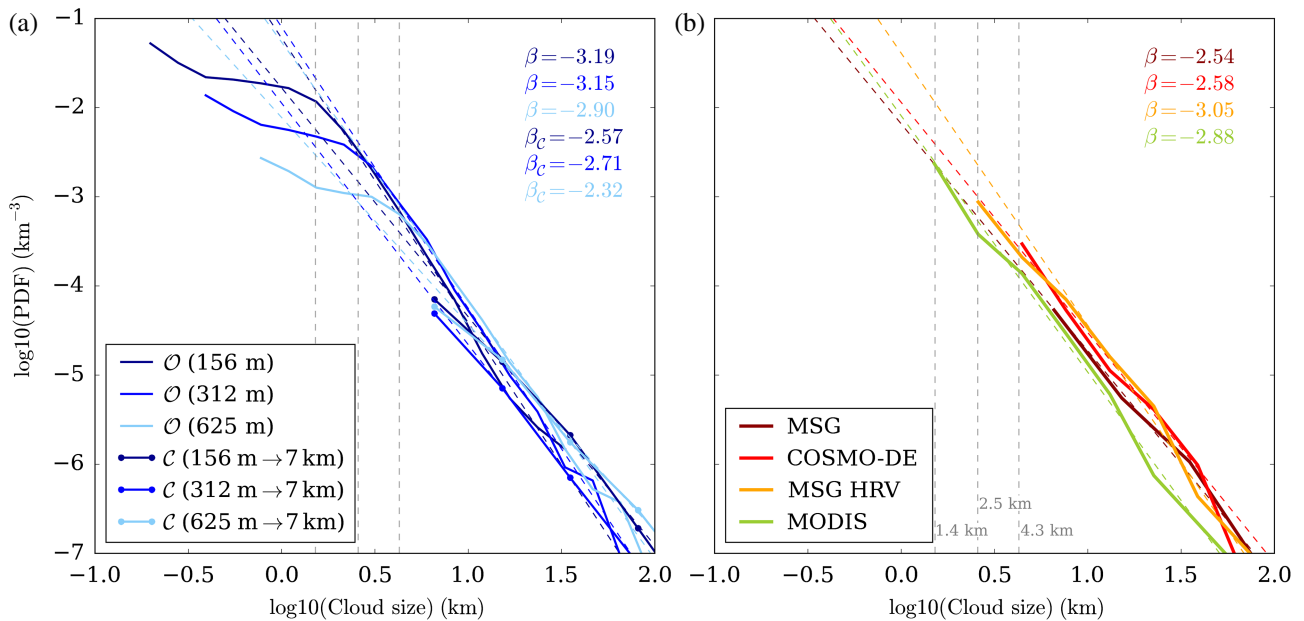 (a)
−1
−2
−3
−4
−5
−6
−7
log10(PDF) (km⁻³)
β=−3.19
β=−3.15
β=−2.90
β𝒞=−2.57
β𝒞=−2.71
β𝒞=−2.32
𝒪 (156 m)
𝒪 (312 m)
𝒪 (625 m)
𝒞 (156 m→7 km)
𝒞 (312 m→7 km)
𝒞 (625 m→7 km)
−1.0 −0.5 0.0 0.5 1.0 1.5 2.0
log10(Cloud size) (km)
(b)
β=−2.54
β=−2.58
β=−3.05
β=−2.88
MSG
COSMO-DE
MSG HRV
MODIS
2.5 km
1.4 km
4.3 km
−1.0 −0.5 0.0 0.5 1.0 1.5 2.0
log10(Cloud size) (km)